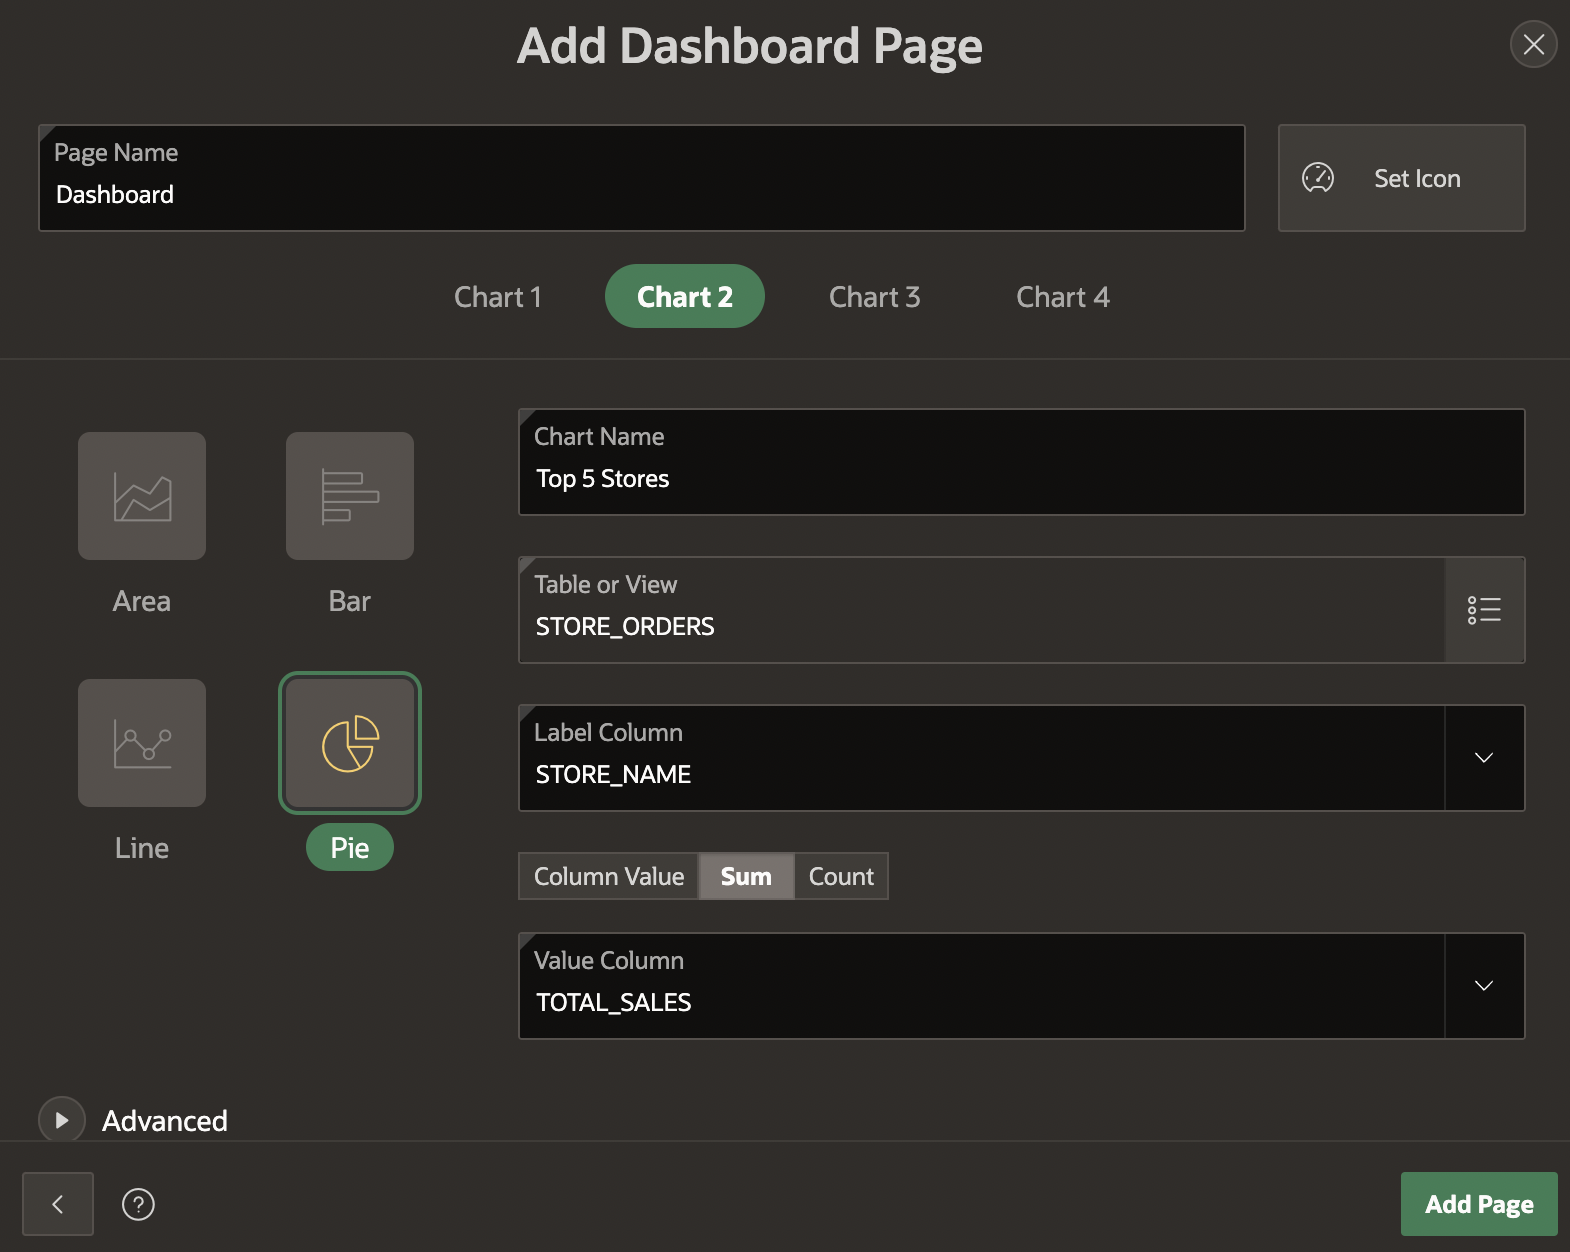 Add Dashboard Page
Page Name
Dashboard
Set Icon
Chart 1
Chart 2
Chart 3
Chart 4
Area
Bar
Line
Pie
Chart Name
Top 5 Stores
Table or View
STORE_ORDERS
Label Column
STORE_NAME
Column Value
Sum
Count
Value Column
TOTAL_SALES
Advanced
?
Add Page